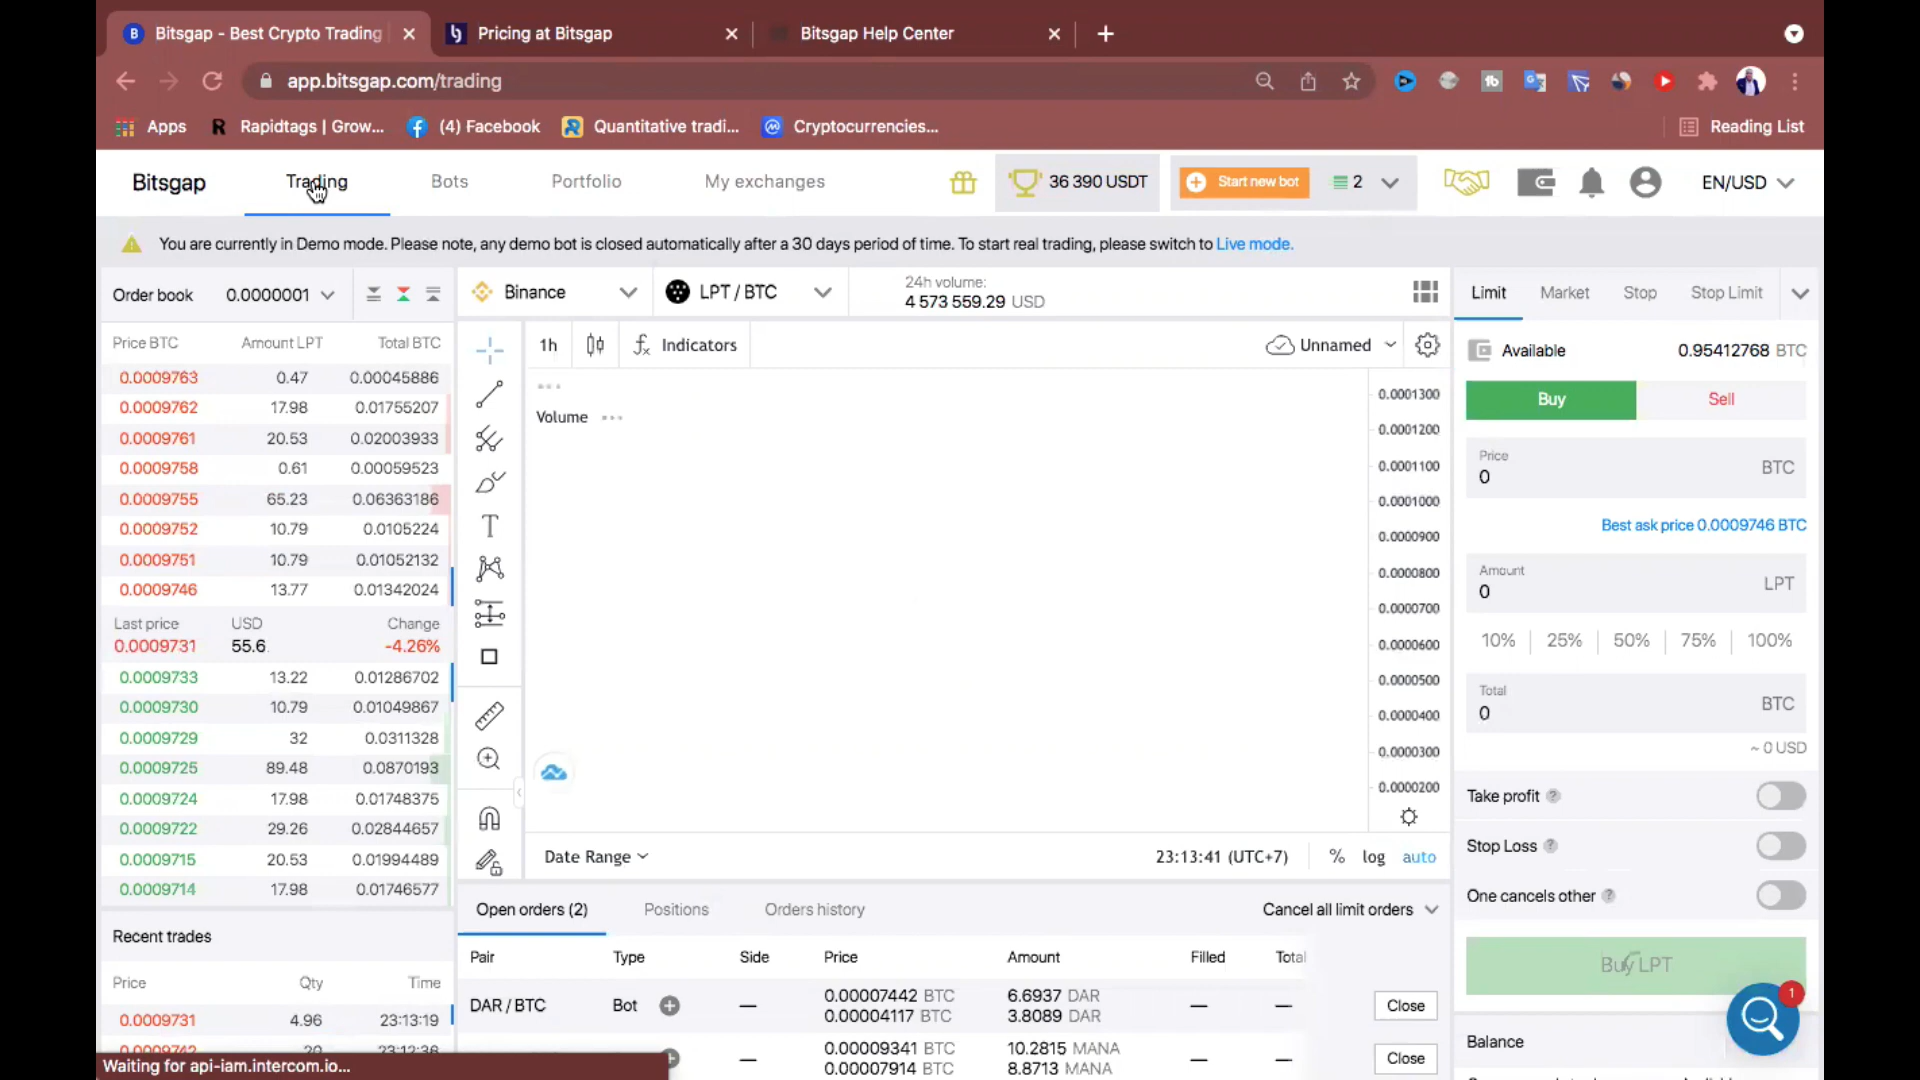 Bitsgap - Best Crypto Trading
Pricing at Bitsgap
Bitsgap Help Center
app.bitsgap.com/trading
Apps
Rapidtags | Grow...
(4) Facebook
Quantitative tradi...
Cryptocurrencies...
Reading List
Bitsgap
Trading
Bots
Portfolio
My exchanges
36 390 USDT
Start new bot
2
EN/USD
You are currently in Demo mode. Please note, any demo bot is closed automatically after a 30 days period of time. To start real trading, please switch to Live mode.
Order book 0.0000001
Binance
LPT / BTC
24h volume:
4 573 559.29 USD
Limit Market Stop Stop Limit
Price BTC Amount LPT Total BTC
0.0009763 0.47 0.00045886
0.0009762 17.98 0.01755207
0.0009761 20.53 0.02003933
0.0009758 0.61 0.00059523
0.0009755 65.23 0.06363186
0.0009752 10.79 0.0105224
0.0009751 10.79 0.01052132
0.0009746 13.77 0.01342024
Last price USD Change
0.0009731 55.6 -4.26%
0.0009733 13.22 0.01286702
0.0009730 10.79 0.01049867
0.0009729 32 0.0311328
0.0009725 89.48 0.0870193
0.0009724 17.98 0.01748375
0.0009722 29.26 0.02844657
0.0009715 20.53 0.01994489
0.0009714 17.98 0.01746577
Recent trades
Price Qty Time
0.0009731 4.96 23:13:19
0.0009742 20 23:12:36
Waiting for api-iam.intercom.io...
1h
Indicators
Unnamed
Volume
0.0001300
0.0001200
0.0001100
0.0001000
0.0000900
0.0000800
0.0000700
0.0000600
0.0000500
0.0000400
0.0000300
0.0000200
Date Range
23:13:41 (UTC+7) % log auto
Open orders (2) Positions Orders history Cancel all limit orders
Pair Type Side Price Amount Filled Total
DAR / BTC Bot — 0.00007442 BTC 6.6937 DAR — — Close
0.00004117 BTC 3.8089 DAR
— 0.00009341 BTC 10.2815 MANA — — Close
0.00007914 BTC 8.8713 MANA
Available 0.95412768 BTC
Buy Sell
Price
0 BTC
Best ask price 0.0009746 BTC
Amount
0 LPT
10% 25% 50% 75% 100%
Total
0 BTC
~ 0 USD
Take profit
Stop Loss
One cancels other
Buy LPT
1
Balance